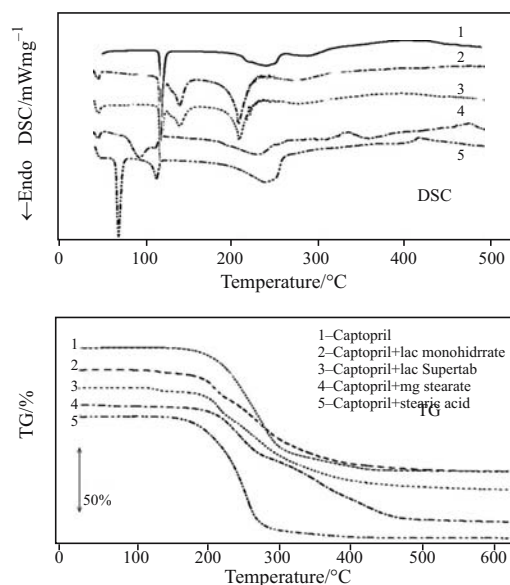 ←Endo DSC/mWmg⁻¹
1
2
3
4
5
DSC
0 100 200 300 400 500
Temperature/°C
TG/%
1
2
3
4
5
50%
1–Captopril
2–Captopril+lac monohidrrate
3–Captopril+lac Supertab
4–Captopril+mg stearate
5–Captopril+stearic acid
TG
0 100 200 300 400 500 600
Temperature/°C